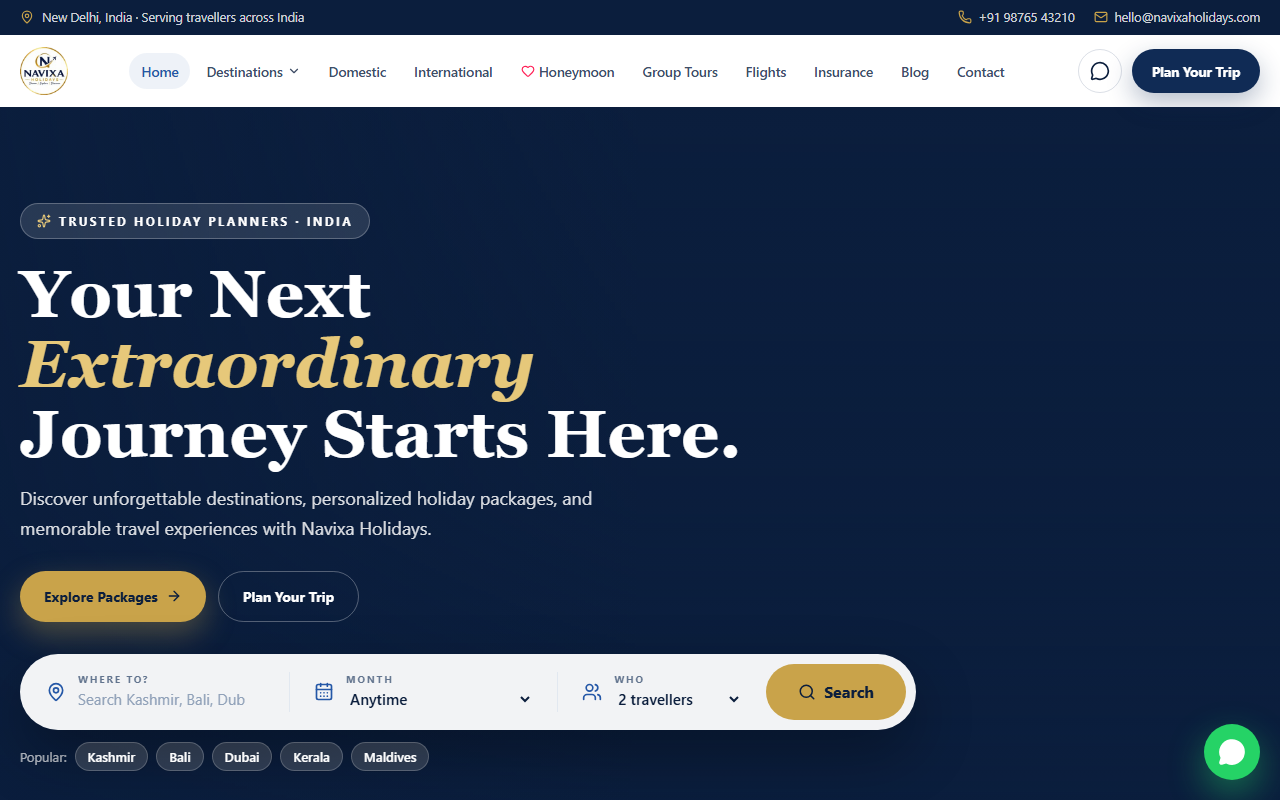 New Delhi, India · Serving travellers across India
+91 98765 43210
hello@navixaholidays.com
NAVIXA
HOLIDAYS
Home
Destinations
Domestic
International
Honeymoon
Group Tours
Flights
Insurance
Blog
Contact
Plan Your Trip
TRUSTED HOLIDAY PLANNERS · INDIA
Your Next
Extraordinary
Journey Starts Here.
Discover unforgettable destinations, personalized holiday packages, and
memorable travel experiences with Navixa Holidays.
Explore Packages
Plan Your Trip
WHERE TO?
Search Kashmir, Bali, Dub
MONTH
Anytime
WHO
2 travellers
Search
Popular:
Kashmir
Bali
Dubai
Kerala
Maldives